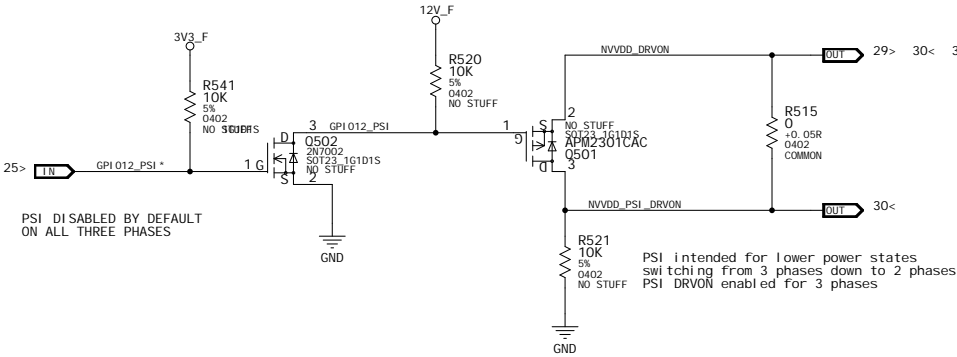 12V_F
3V3_F
NVVDD_DRVON
OUT
29>
30<
3
R541
10K
5%
0402
NO STUFF
R520
10K
5%
0402
NO STUFF
R515
0
+0.05R
0402
COMMON
3
GPIO12_PSI
D
Q502
2N7002
SOT23_1G1D1S
NO STUFF
1
G
S
2
2
NO STUFF
SOT23_1G1D1S
APM2301CAC
Q501
1
G
S
D
3
25>
IN
GPIO12_PSI*
NVVDD_PSI_DRVON
OUT
30<
PSI DISABLED BY DEFAULT
ON ALL THREE PHASES
GND
R521
10K
5%
0402
NO STUFF
PSI intended for lower power states
switching from 3 phases down to 2 phases
PSI DRVON enabled for 3 phases
GND